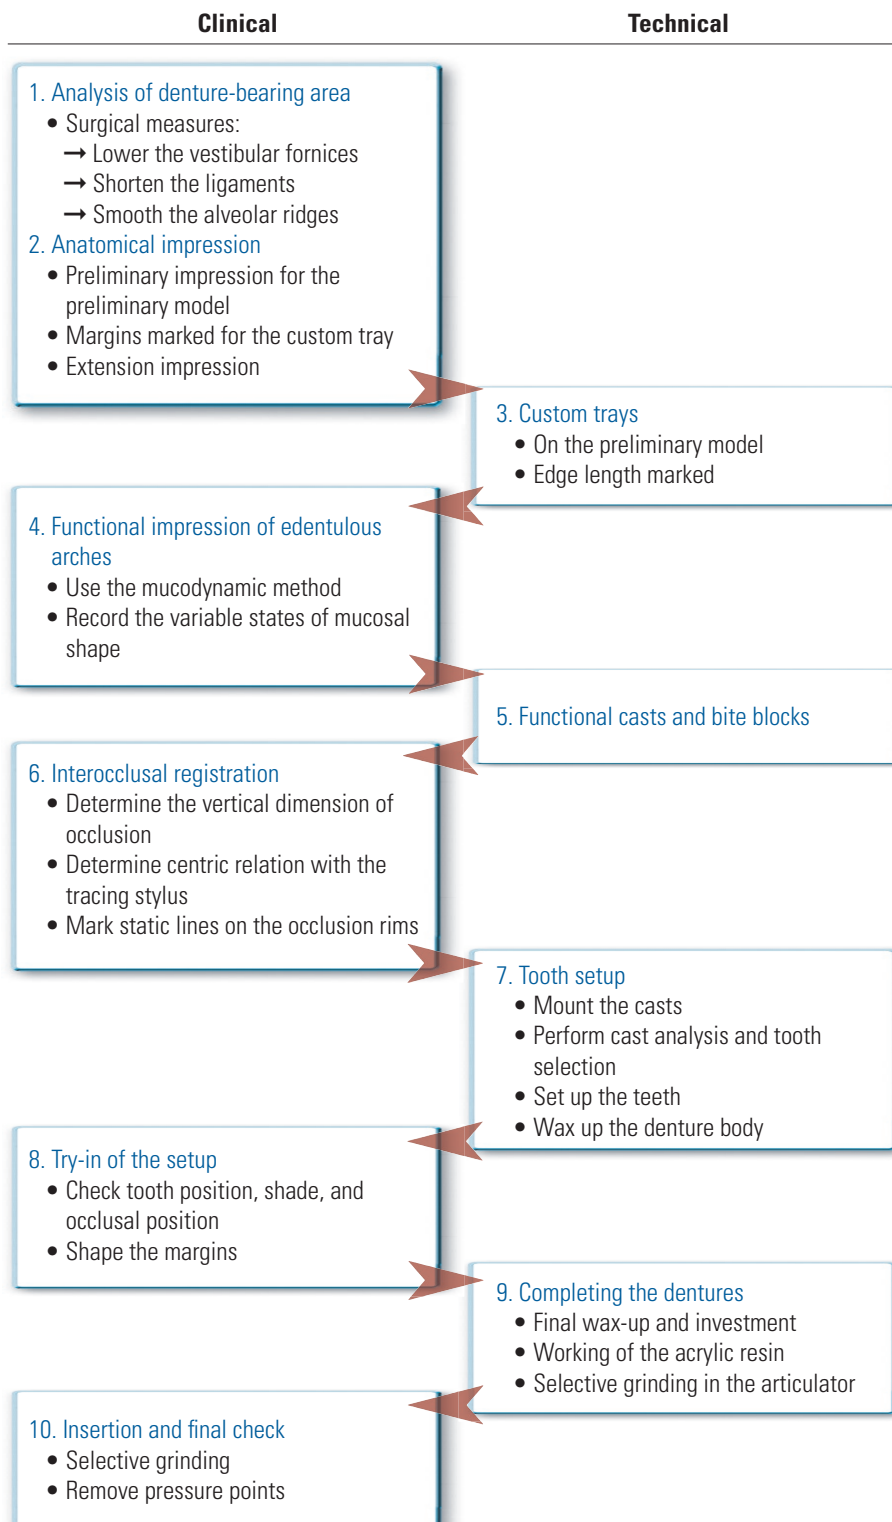 Clinical
Technical
1. Analysis of denture-bearing area
• Surgical measures:
→ Lower the vestibular fornices
→ Shorten the ligaments
→ Smooth the alveolar ridges
2. Anatomical impression
• Preliminary impression for the
preliminary model
• Margins marked for the custom tray
• Extension impression
3. Custom trays
• On the preliminary model
• Edge length marked
4. Functional impression of edentulous
arches
• Use the mucodynamic method
• Record the variable states of mucosal
shape
5. Functional casts and bite blocks
6. Interocclusal registration
• Determine the vertical dimension of
occlusion
• Determine centric relation with the
tracing stylus
• Mark static lines on the occlusion rims
7. Tooth setup
• Mount the casts
• Perform cast analysis and tooth
selection
• Set up the teeth
• Wax up the denture body
8. Try-in of the setup
• Check tooth position, shade, and
occlusal position
• Shape the margins
9. Completing the dentures
• Final wax-up and investment
• Working of the acrylic resin
• Selective grinding in the articulator
10. Insertion and final check
• Selective grinding
• Remove pressure points